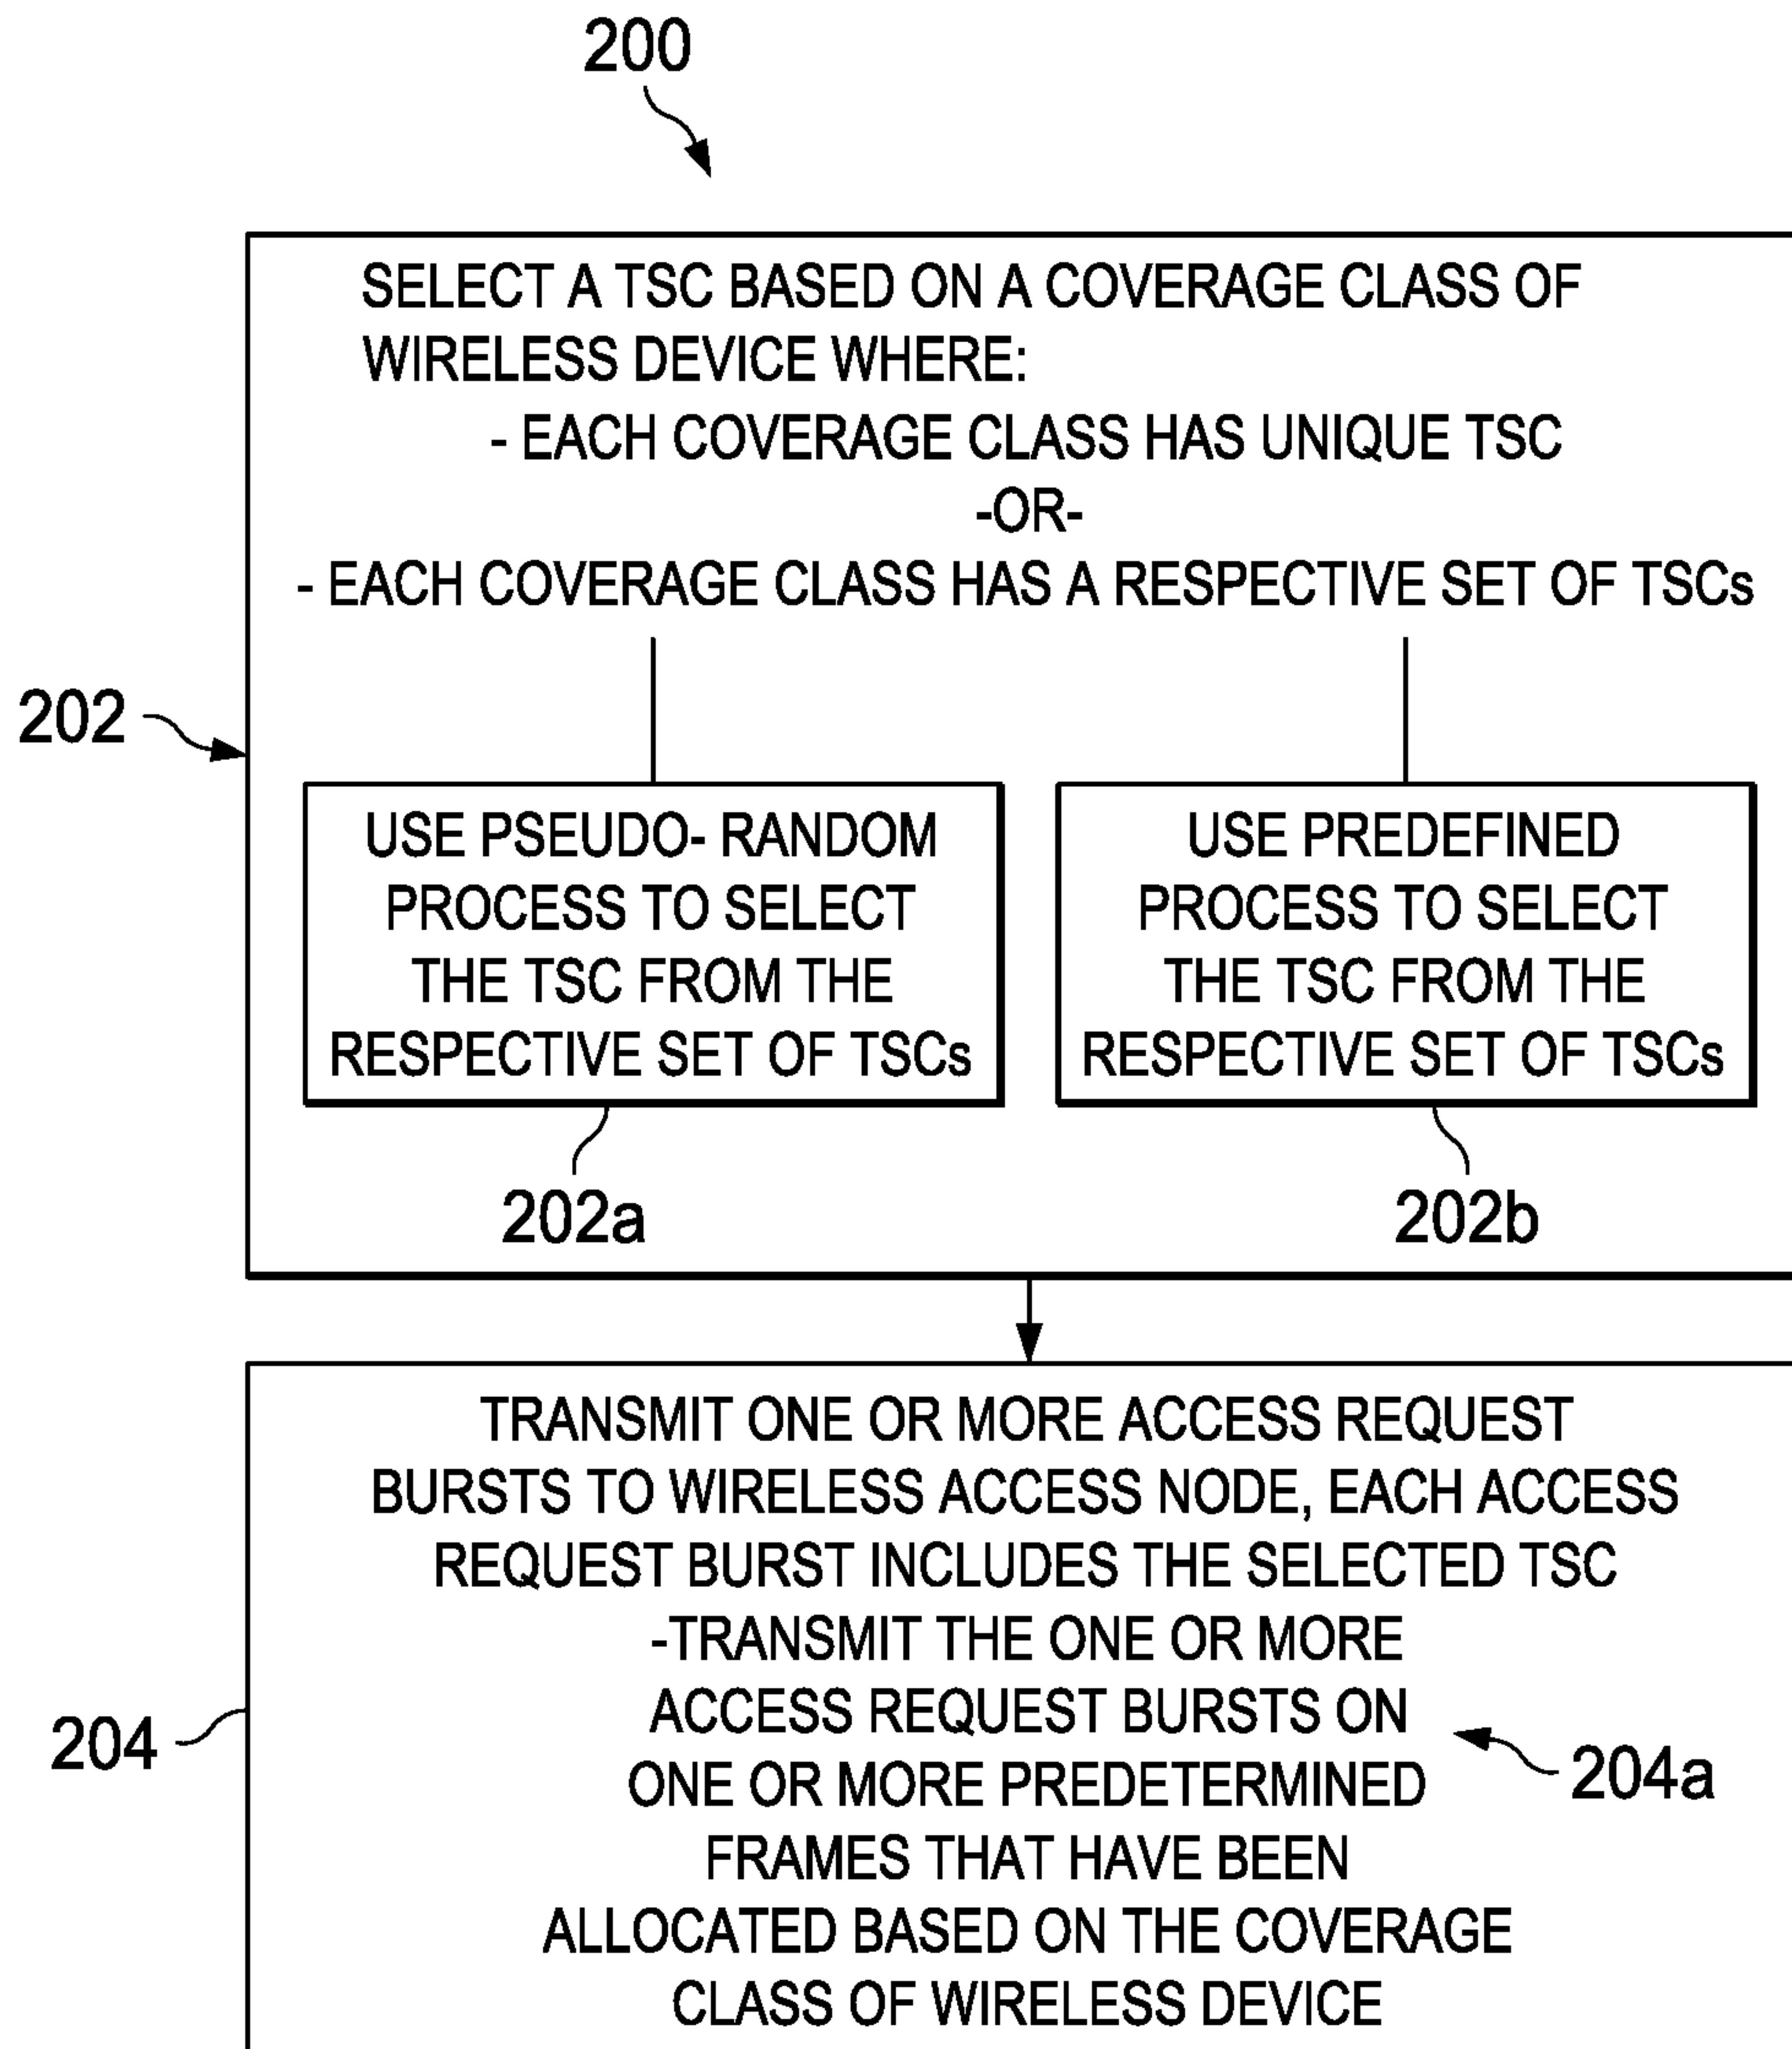 200
SELECT A TSC BASED ON A COVERAGE CLASS OF
WIRELESS DEVICE WHERE:
- EACH COVERAGE CLASS HAS UNIQUE TSC
-OR-
- EACH COVERAGE CLASS HAS A RESPECTIVE SET OF TSCs
202
USE PSEUDO- RANDOM
PROCESS TO SELECT
THE TSC FROM THE
RESPECTIVE SET OF TSCs
202a
USE PREDEFINED
PROCESS TO SELECT
THE TSC FROM THE
RESPECTIVE SET OF TSCs
202b
TRANSMIT ONE OR MORE ACCESS REQUEST
BURSTS TO WIRELESS ACCESS NODE, EACH ACCESS
REQUEST BURST INCLUDES THE SELECTED TSC
-TRANSMIT THE ONE OR MORE
ACCESS REQUEST BURSTS ON
ONE OR MORE PREDETERMINED
FRAMES THAT HAVE BEEN
ALLOCATED BASED ON THE COVERAGE
CLASS OF WIRELESS DEVICE
204
204a